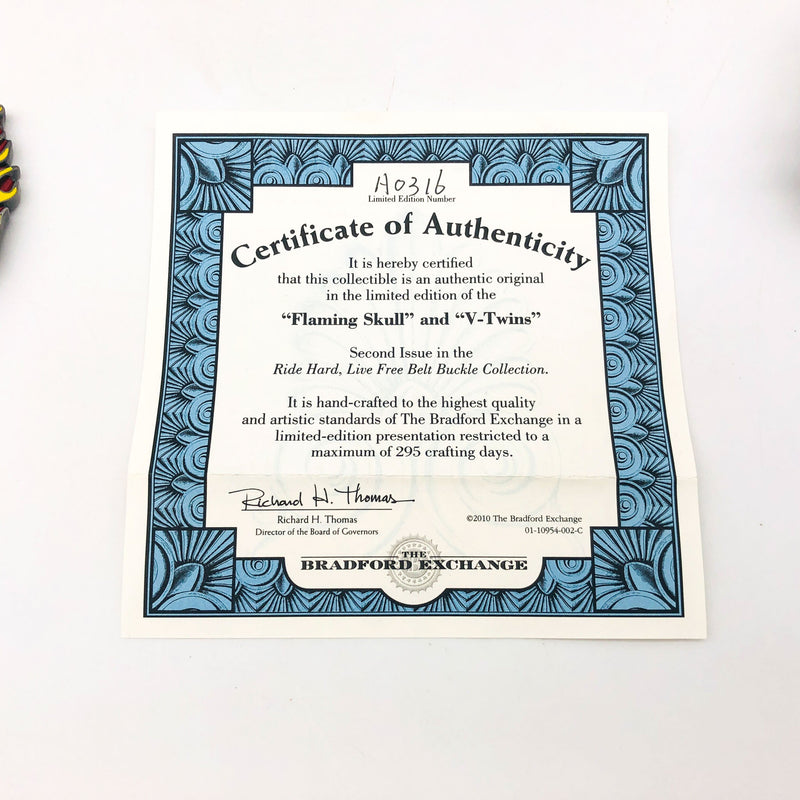 A0316
Limited Edition Number
Certificate of Authenticity
It is hereby certified
that this collectible is an authentic original
in the limited edition of the
“Flaming Skull” and “V-Twins”
Second Issue in the
Ride Hard, Live Free Belt Buckle Collection.
It is hand-crafted to the highest quality
and artistic standards of The Bradford Exchange in a
limited-edition presentation restricted to a
maximum of 295 crafting days.
Richard H. Thomas
Richard H. Thomas
Director of the Board of Governors
©2010 The Bradford Exchange
01-10954-002-C
THE
BRADFORD EXCHANGE